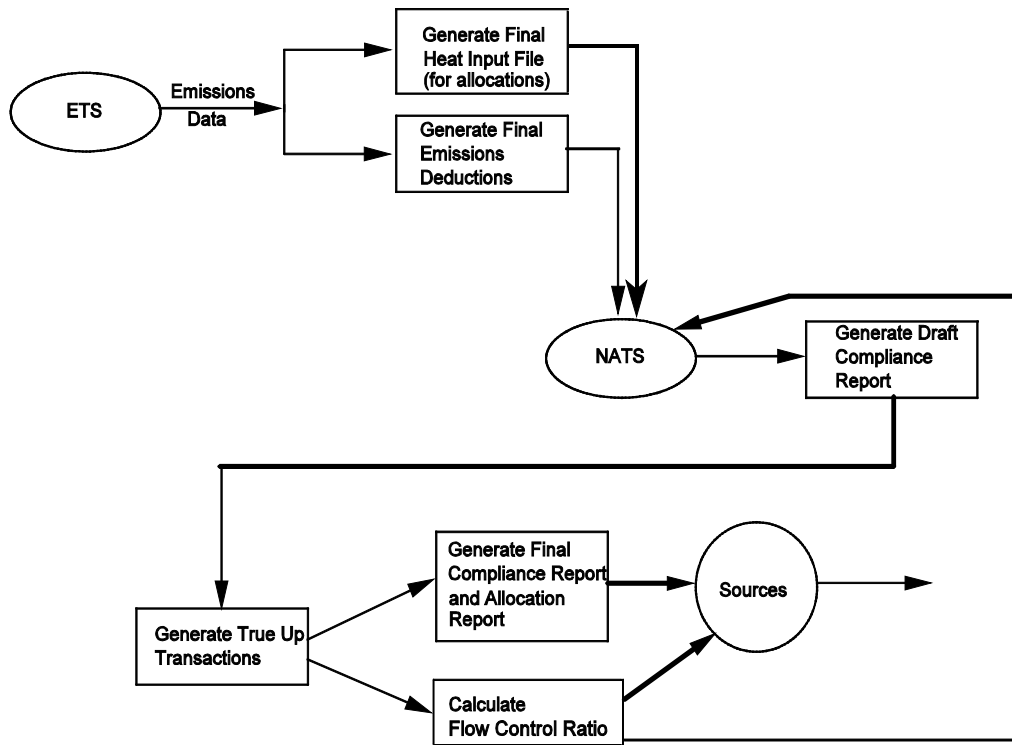 ETS
Emissions
Data
Generate Final
Heat Input File
(for allocations)
Generate Final
Emissions
Deductions
NATS
Generate Draft
Compliance
Report
Generate True Up
Transactions
Generate Final
Compliance Report
and Allocation
Report
Calculate
Flow Control Ratio
Sources